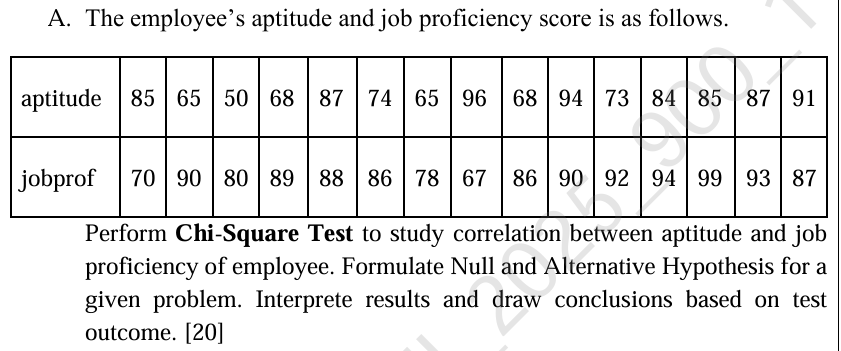 A. The employee's aptitude and job proficiency score is as follows.
aptitude 85 65 50 68 87 74 65 96 68 94 73 84 85 87 91
jobprof 70 90 80 89 88 86 78 67 86 90 92 94 99 93 87
Perform Chi-Square Test to study correlation between aptitude and job
proficiency of employee. Formulate Null and Alternative Hypothesis for a
given problem. Interprete results and draw conclusions based on test
outcome. [20]